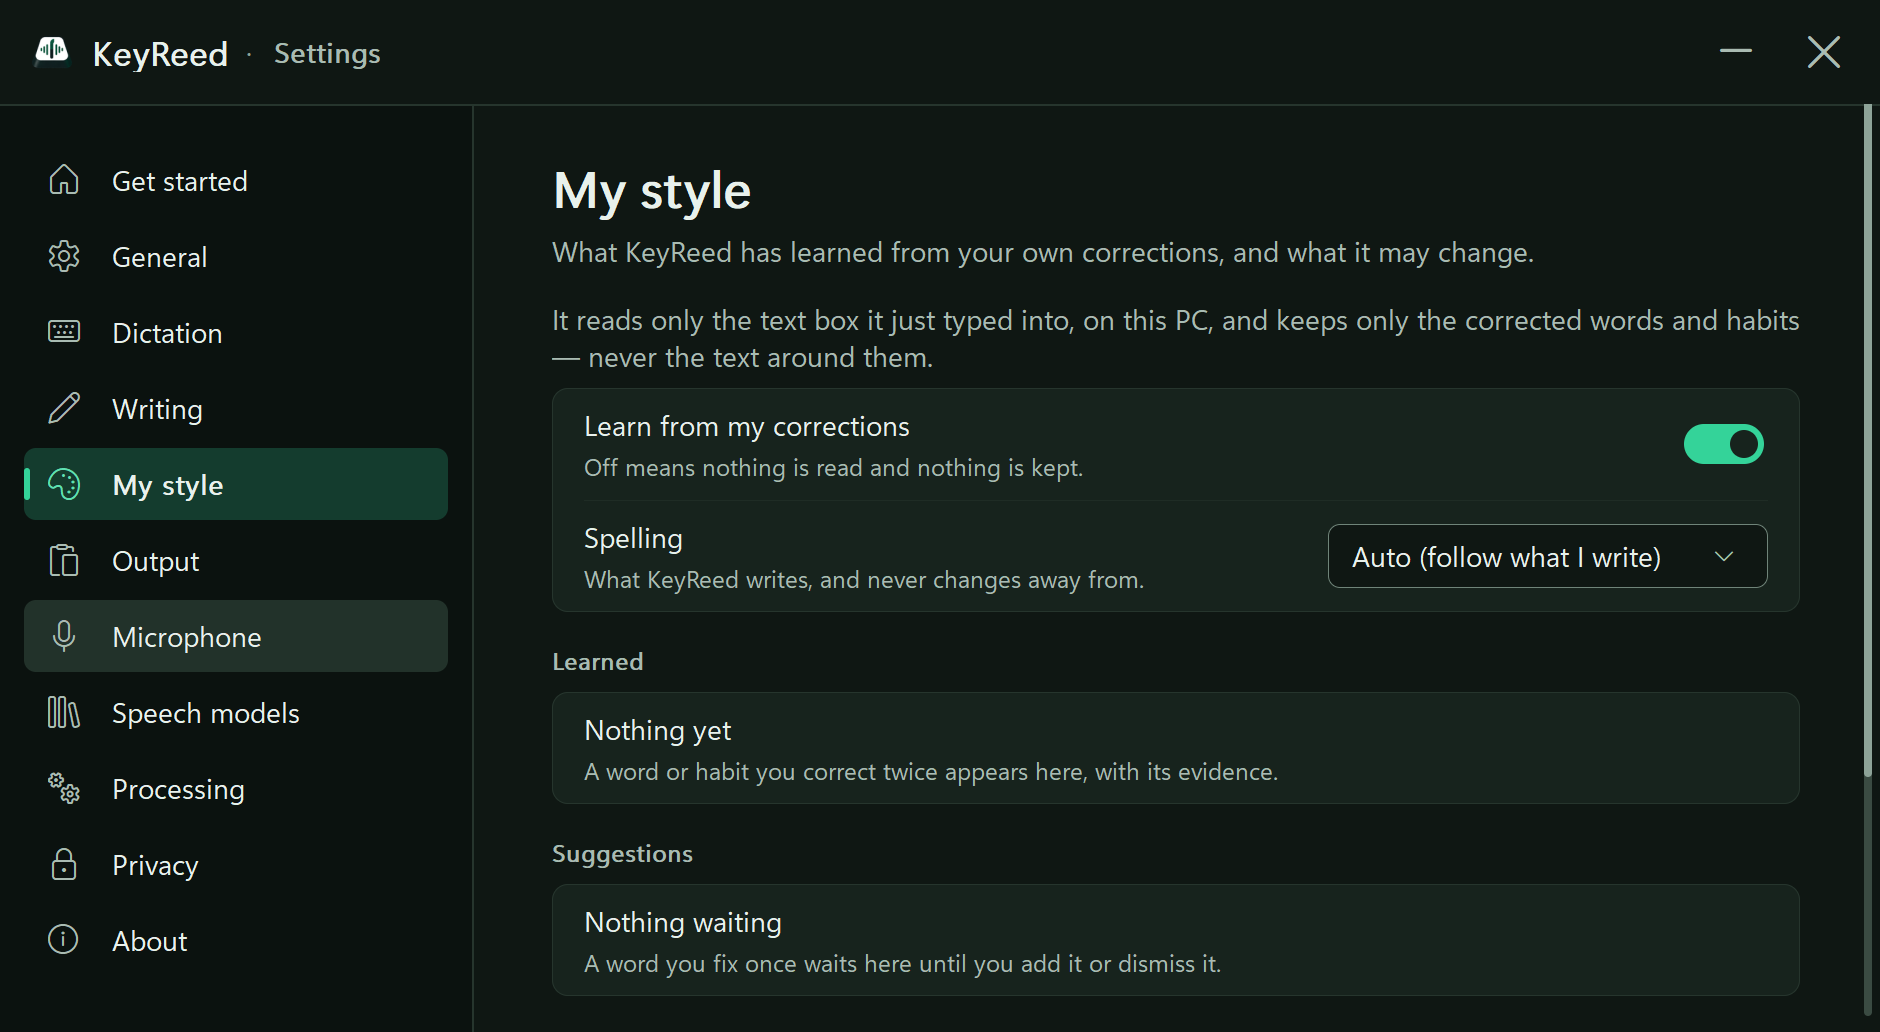 KeyReed · Settings
Get started
General
Dictation
Writing
My style
Output
Microphone
Speech models
Processing
Privacy
About
My style
What KeyReed has learned from your own corrections, and what it may change.
It reads only the text box it just typed into, on this PC, and keeps only the corrected words and habits
— never the text around them.
Learn from my corrections
Off means nothing is read and nothing is kept.
Spelling
What KeyReed writes, and never changes away from.
Auto (follow what I write)
Learned
Nothing yet
A word or habit you correct twice appears here, with its evidence.
Suggestions
Nothing waiting
A word you fix once waits here until you add it or dismiss it.